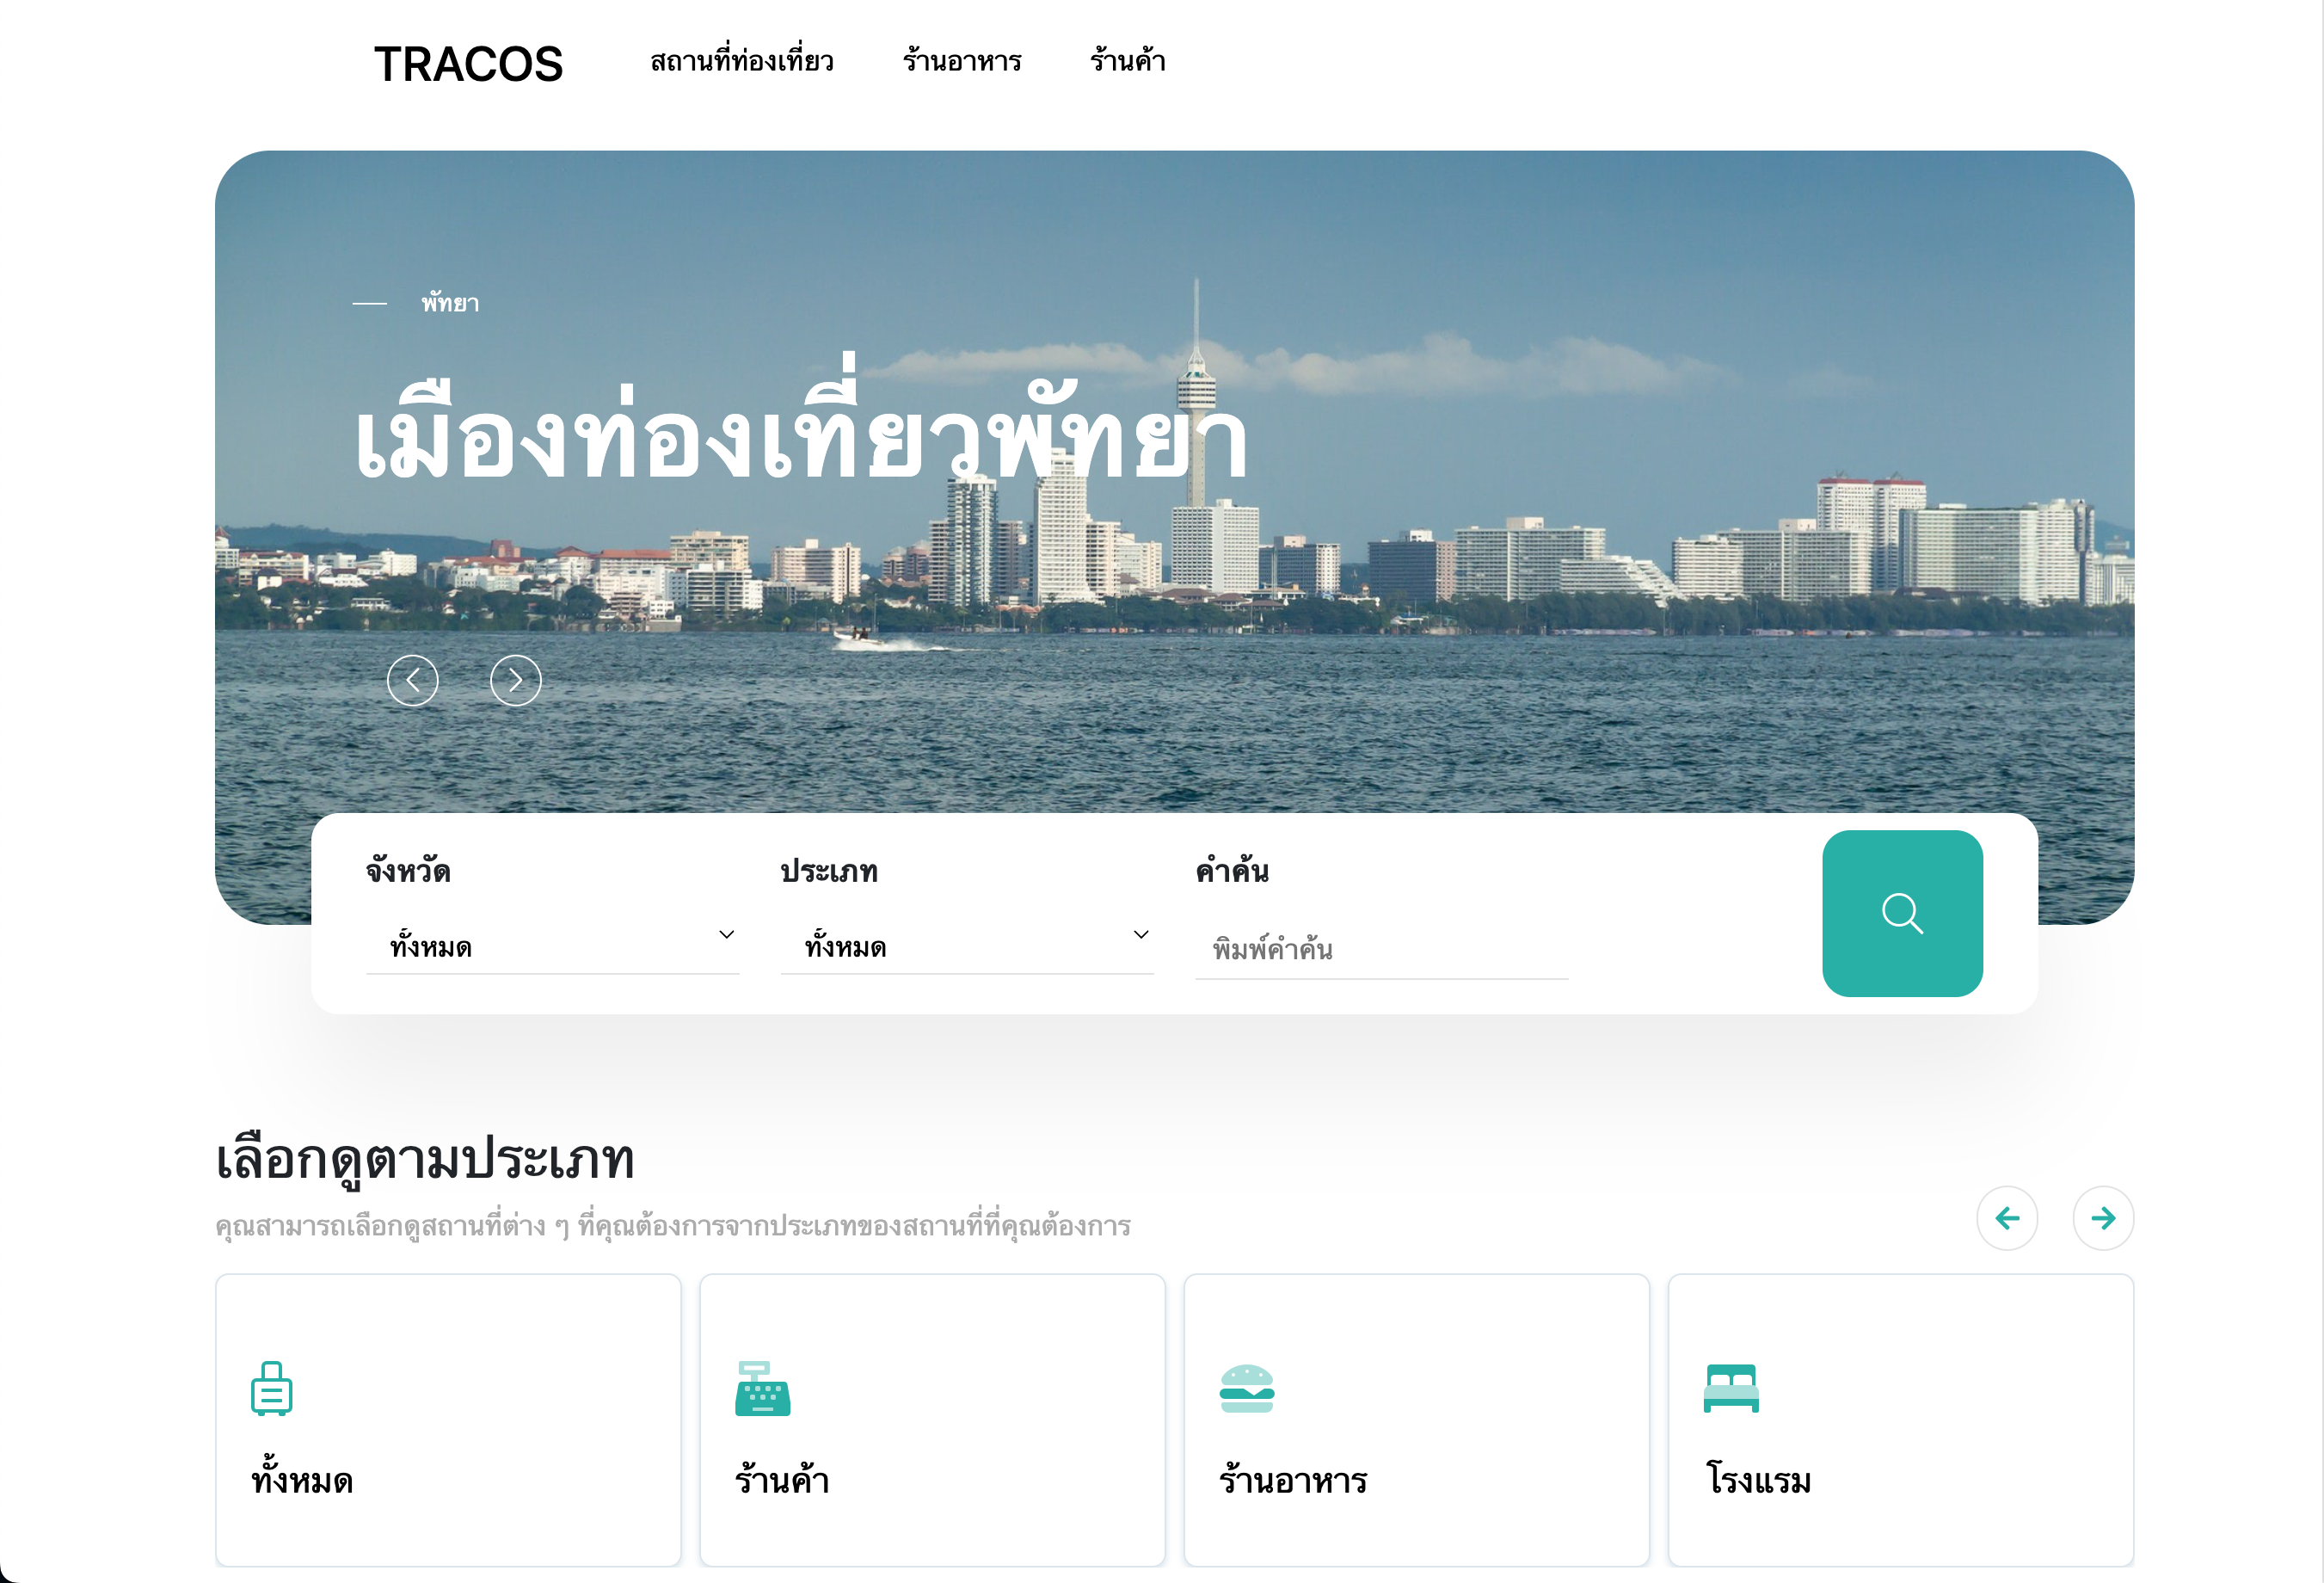 TRACOS สถานที่ท่องเที่ยว ร้านอาหาร ร้านค้า
พัทยา
เมืองท่องเที่ยวพัทยา
จังหวัด ประเภท คำค้น
ทั้งหมด ทั้งหมด พิมพ์คำค้น
เลือกดูตามประเภท
คุณสามารถเลือกดูสถานที่ต่าง ๆ ที่คุณต้องการจากประเภทของสถานที่ที่คุณต้องการ
ทั้งหมด ร้านค้า ร้านอาหาร โรงแรม